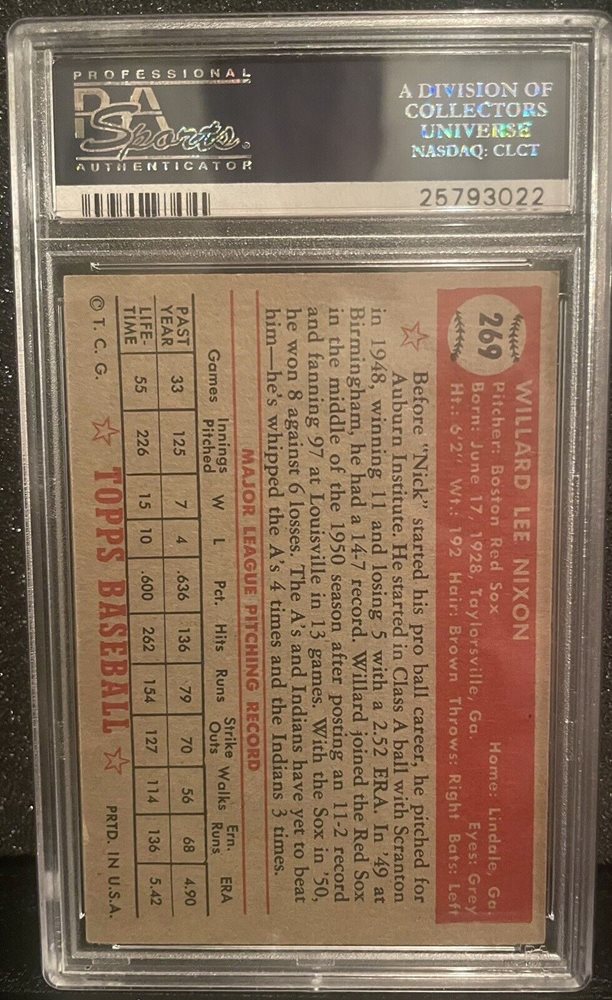 PROFESSIONAL
PSA
Sports®
AUTHENTICATOR
A DIVISION OF
COLLECTORS
UNIVERSE
NASDAQ: CLCT
25793022
269
WILLARD LEE NIXON
Pitcher: Boston Red Sox Home: Lindale, Ga.
Born: June 17, 1928, Taylorsville, Ga. Eyes: Grey
Ht.: 6'2" Wt.: 192 Hair: Brown Throws: Right Bats: Left
Before "Nick" started his pro ball career, he pitched for
Auburn Institute. He started in Class A ball with Scranton
in 1948, winning 11 and losing 5 with a 2.52 ERA. In '49 at
Birmingham, he had a 14-7 record. Willard joined the Red Sox
in the middle of the 1950 season after posting an 11-2 record
and fanning 97 at Louisville in 13 games. With the Sox in '50,
he won 8 against 6 losses. The A's and Indians have yet to beat
him—he's whipped the A's 4 times and the Indians 3 times.
MAJOR LEAGUE PITCHING RECORD
Games Innings Pitched W L Pct. Hits Runs Strike Outs Walks Ern. Runs ERA
PAST YEAR 33 125 7 4 .636 136 79 70 56 68 4.90
LIFE-TIME 55 226 15 10 .600 262 154 127 114 136 5.42
© T. C. G. TOPPS BASEBALL PRTD. IN U.S.A.